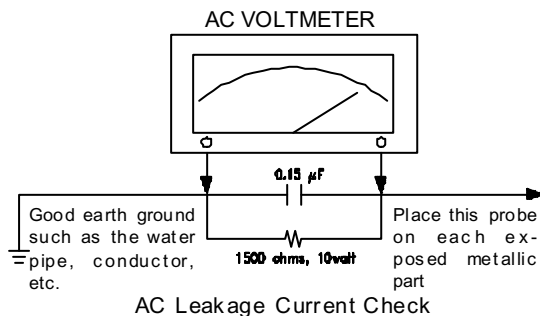 AC VOLTMETER
0.15 µF
Good earth ground
such as the water
pipe, conductor,
etc.
1500 ohms, 10watt
Place this probe
on each ex-
posed metallic
part
AC Leakage Current Check